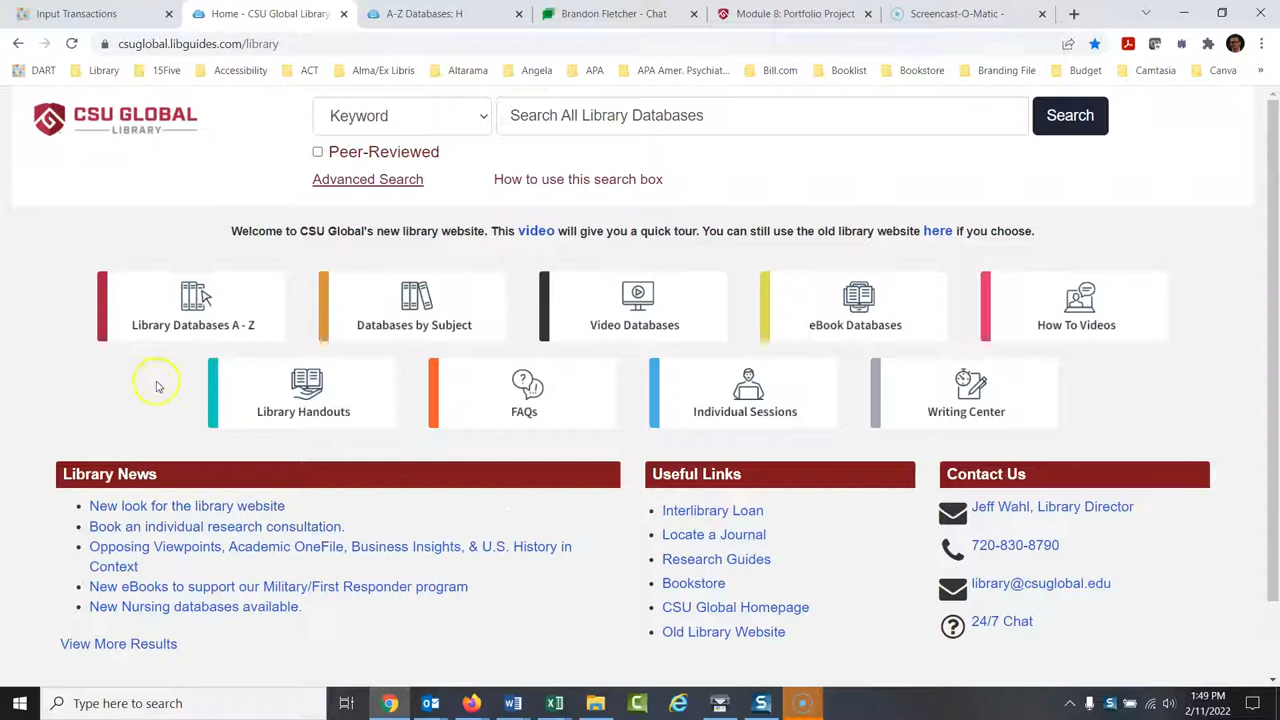 Input Transactions
Home - CSU Global Library
A-Z Databases: H
Brandon Fletcher - Chat
Module 8: Portfolio Project
Screencast-O-Matic -
csuglobal.libguides.com/library
DART Library 15Five Accessibility ACT Alma/Ex Libris Altarama Angela APA APA Amer. Psychiat... Bill.com Booklist Bookstore Branding File Budget Camtasia Canva »
CSU GLOBAL
LIBRARY
Keyword
Search All Library Databases
Search
Peer-Reviewed
Advanced Search
How to use this search box
Welcome to CSU Global's new library website. This video will give you a quick tour. You can still use the old library website here if you choose.
Library Databases A - Z
Databases by Subject
Video Databases
eBook Databases
How To Videos
Library Handouts
FAQs
Individual Sessions
Writing Center
Library News
New look for the library website
Book an individual research consultation.
Opposing Viewpoints, Academic OneFile, Business Insights, & U.S. History in
Context
New eBooks to support our Military/First Responder program
New Nursing databases available.
View More Results
Useful Links
Interlibrary Loan
Locate a Journal
Research Guides
Bookstore
CSU Global Homepage
Old Library Website
Contact Us
Jeff Wahl, Library Director
720-830-8790
library@csuglobal.edu
24/7 Chat
Type here to search
1:49 PM
2/11/2022